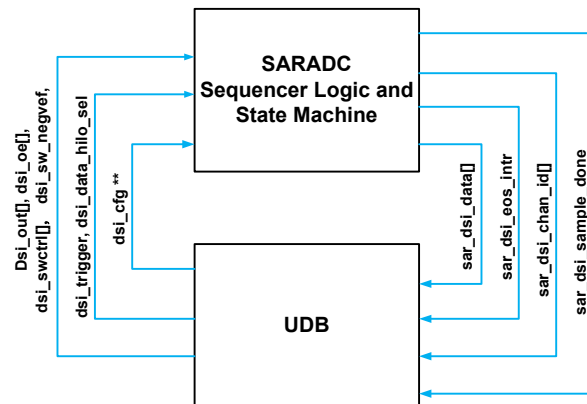 SARADC
Sequencer Logic and
State Machine
Dsi_out[], dsi_oe[],
dsi_swctrl[], dsi_sw_negvef,
dsi_trigger, dsi_data_hilo_sel
dsi_cfg **
sar_dsi_data[]
sar_dsi_eos_intr
sar_dsi_chan_id[]
sar_dsi_sample_done
UDB